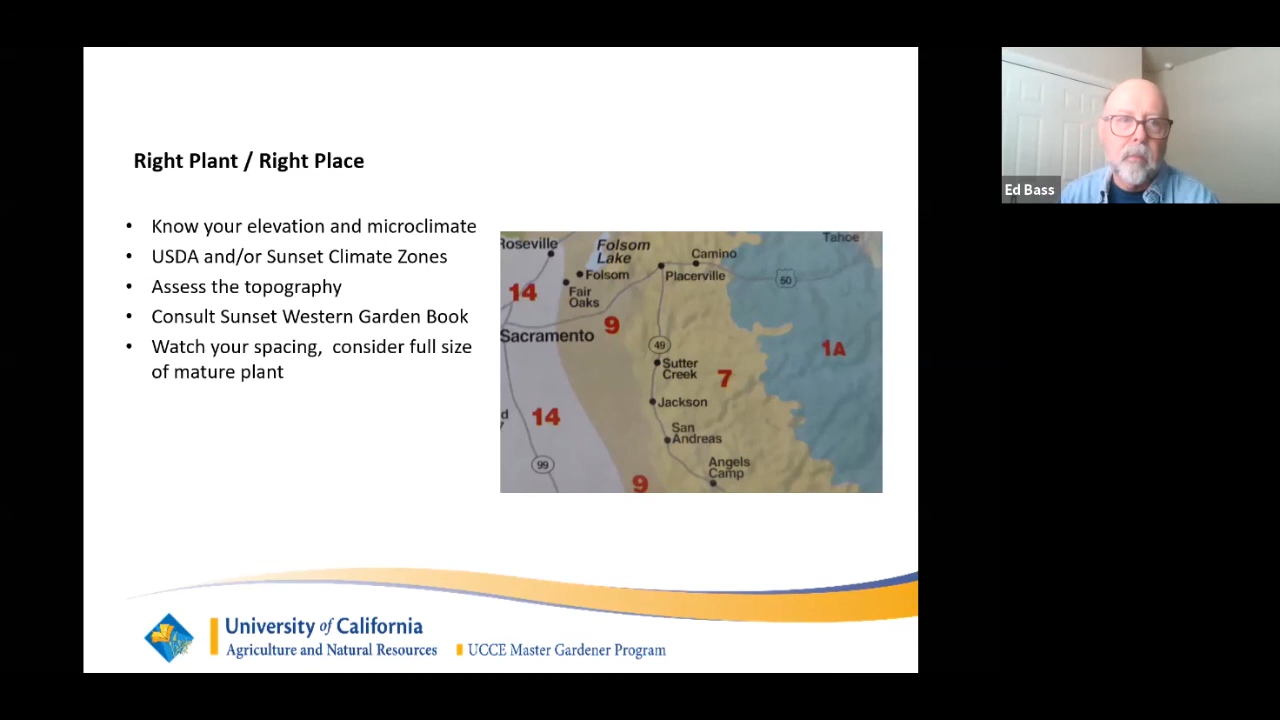 Right Plant / Right Place
• Know your elevation and microclimate
• USDA and/or Sunset Climate Zones
• Assess the topography
• Consult Sunset Western Garden Book
• Watch your spacing, consider full size
of mature plant
Roseville
Folsom
Lake
Camino
Tahoe
Folsom
Placerville
50
14
Fair
Oaks
9
Sacramento
49
1A
Sutter
Creek
7
Jackson
14
San
Andreas
99
Angels
Camp
9
University of California
Agriculture and Natural Resources
UCCE Master Gardener Program
Ed Bass